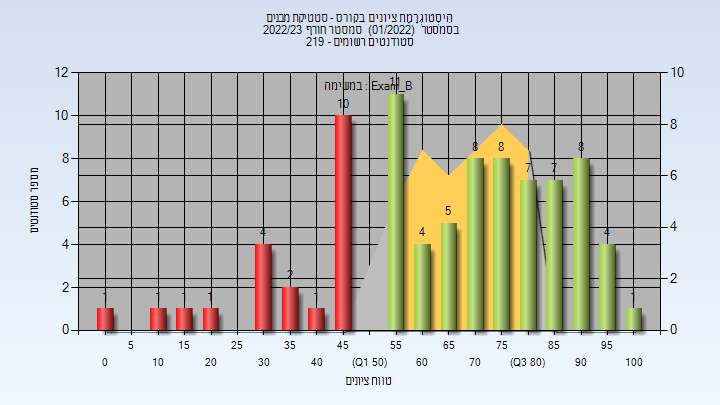 הִיסְטוֹגְרָמַת ציונים בקורס - סטטיקת מבנים
בסמסטר (01/2022) סמסטר חורף 2022/23
סטודנטים רשומים - 219
במשימה : Exam_B
מספר סטודנטים
12
10
8
6
4
2
0
10
8
6
4
2
0
1 1 1 1 4 2 1 10 11 4 5 8 8 7 7 8 4 1
5 15 25 35 45 55 65 75 85 95
0 10 20 30 40 (Q1 50) 60 70 (Q3 80) 90 100
טווח ציונים